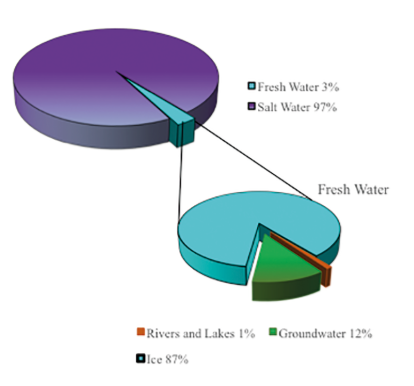 Fresh Water 3%
Salt Water 97%
Fresh Water
Rivers and Lakes 1% Groundwater 12%
Ice 87%